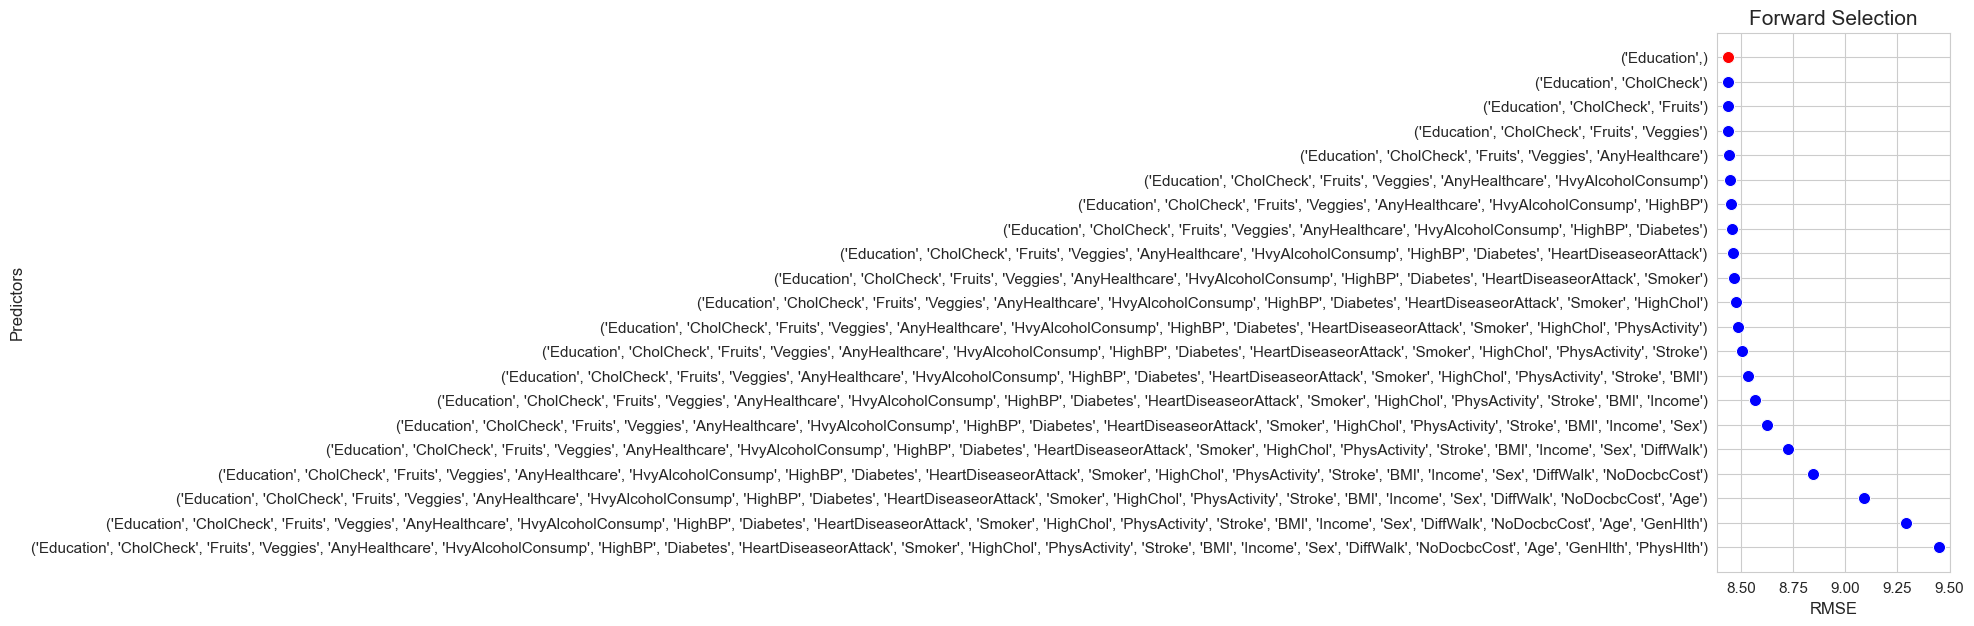 Forward Selection
('Education',)
('Education', 'CholCheck')
('Education', 'CholCheck', 'Fruits')
('Education', 'CholCheck', 'Fruits', 'Veggies')
('Education', 'CholCheck', 'Fruits', 'Veggies', 'AnyHealthcare')
('Education', 'CholCheck', 'Fruits', 'Veggies', 'AnyHealthcare', 'HvyAlcoholConsump')
('Education', 'CholCheck', 'Fruits', 'Veggies', 'AnyHealthcare', 'HvyAlcoholConsump', 'HighBP')
('Education', 'CholCheck', 'Fruits', 'Veggies', 'AnyHealthcare', 'HvyAlcoholConsump', 'HighBP', 'Diabetes')
('Education', 'CholCheck', 'Fruits', 'Veggies', 'AnyHealthcare', 'HvyAlcoholConsump', 'HighBP', 'Diabetes', 'HeartDiseaseorAttack')
('Education', 'CholCheck', 'Fruits', 'Veggies', 'AnyHealthcare', 'HvyAlcoholConsump', 'HighBP', 'Diabetes', 'HeartDiseaseorAttack', 'Smoker')
('Education', 'CholCheck', 'Fruits', 'Veggies', 'AnyHealthcare', 'HvyAlcoholConsump', 'HighBP', 'Diabetes', 'HeartDiseaseorAttack', 'Smoker', 'HighChol')
('Education', 'CholCheck', 'Fruits', 'Veggies', 'AnyHealthcare', 'HvyAlcoholConsump', 'HighBP', 'Diabetes', 'HeartDiseaseorAttack', 'Smoker', 'HighChol', 'PhysActivity')
('Education', 'CholCheck', 'Fruits', 'Veggies', 'AnyHealthcare', 'HvyAlcoholConsump', 'HighBP', 'Diabetes', 'HeartDiseaseorAttack', 'Smoker', 'HighChol', 'PhysActivity', 'Stroke')
('Education', 'CholCheck', 'Fruits', 'Veggies', 'AnyHealthcare', 'HvyAlcoholConsump', 'HighBP', 'Diabetes', 'HeartDiseaseorAttack', 'Smoker', 'HighChol', 'PhysActivity', 'Stroke', 'BMI')
('Education', 'CholCheck', 'Fruits', 'Veggies', 'AnyHealthcare', 'HvyAlcoholConsump', 'HighBP', 'Diabetes', 'HeartDiseaseorAttack', 'Smoker', 'HighChol', 'PhysActivity', 'Stroke', 'BMI', 'Income')
('Education', 'CholCheck', 'Fruits', 'Veggies', 'AnyHealthcare', 'HvyAlcoholConsump', 'HighBP', 'Diabetes', 'HeartDiseaseorAttack', 'Smoker', 'HighChol', 'PhysActivity', 'Stroke', 'BMI', 'Income', 'Sex')
('Education', 'CholCheck', 'Fruits', 'Veggies', 'AnyHealthcare', 'HvyAlcoholConsump', 'HighBP', 'Diabetes', 'HeartDiseaseorAttack', 'Smoker', 'HighChol', 'PhysActivity', 'Stroke', 'BMI', 'Income', 'Sex', 'DiffWalk')
('Education', 'CholCheck', 'Fruits', 'Veggies', 'AnyHealthcare', 'HvyAlcoholConsump', 'HighBP', 'Diabetes', 'HeartDiseaseorAttack', 'Smoker', 'HighChol', 'PhysActivity', 'Stroke', 'BMI', 'Income', 'Sex', 'DiffWalk', 'NoDocbcCost')
('Education', 'CholCheck', 'Fruits', 'Veggies', 'AnyHealthcare', 'HvyAlcoholConsump', 'HighBP', 'Diabetes', 'HeartDiseaseorAttack', 'Smoker', 'HighChol', 'PhysActivity', 'Stroke', 'BMI', 'Income', 'Sex', 'DiffWalk', 'NoDocbcCost', 'Age')
('Education', 'CholCheck', 'Fruits', 'Veggies', 'AnyHealthcare', 'HvyAlcoholConsump', 'HighBP', 'Diabetes', 'HeartDiseaseorAttack', 'Smoker', 'HighChol', 'PhysActivity', 'Stroke', 'BMI', 'Income', 'Sex', 'DiffWalk', 'NoDocbcCost', 'Age', 'GenHlth')
('Education', 'CholCheck', 'Fruits', 'Veggies', 'AnyHealthcare', 'HvyAlcoholConsump', 'HighBP', 'Diabetes', 'HeartDiseaseorAttack', 'Smoker', 'HighChol', 'PhysActivity', 'Stroke', 'BMI', 'Income', 'Sex', 'DiffWalk', 'NoDocbcCost', 'Age', 'GenHlth', 'PhysHlth')
Predictors
8.50 8.75 9.00 9.25 9.50
RMSE